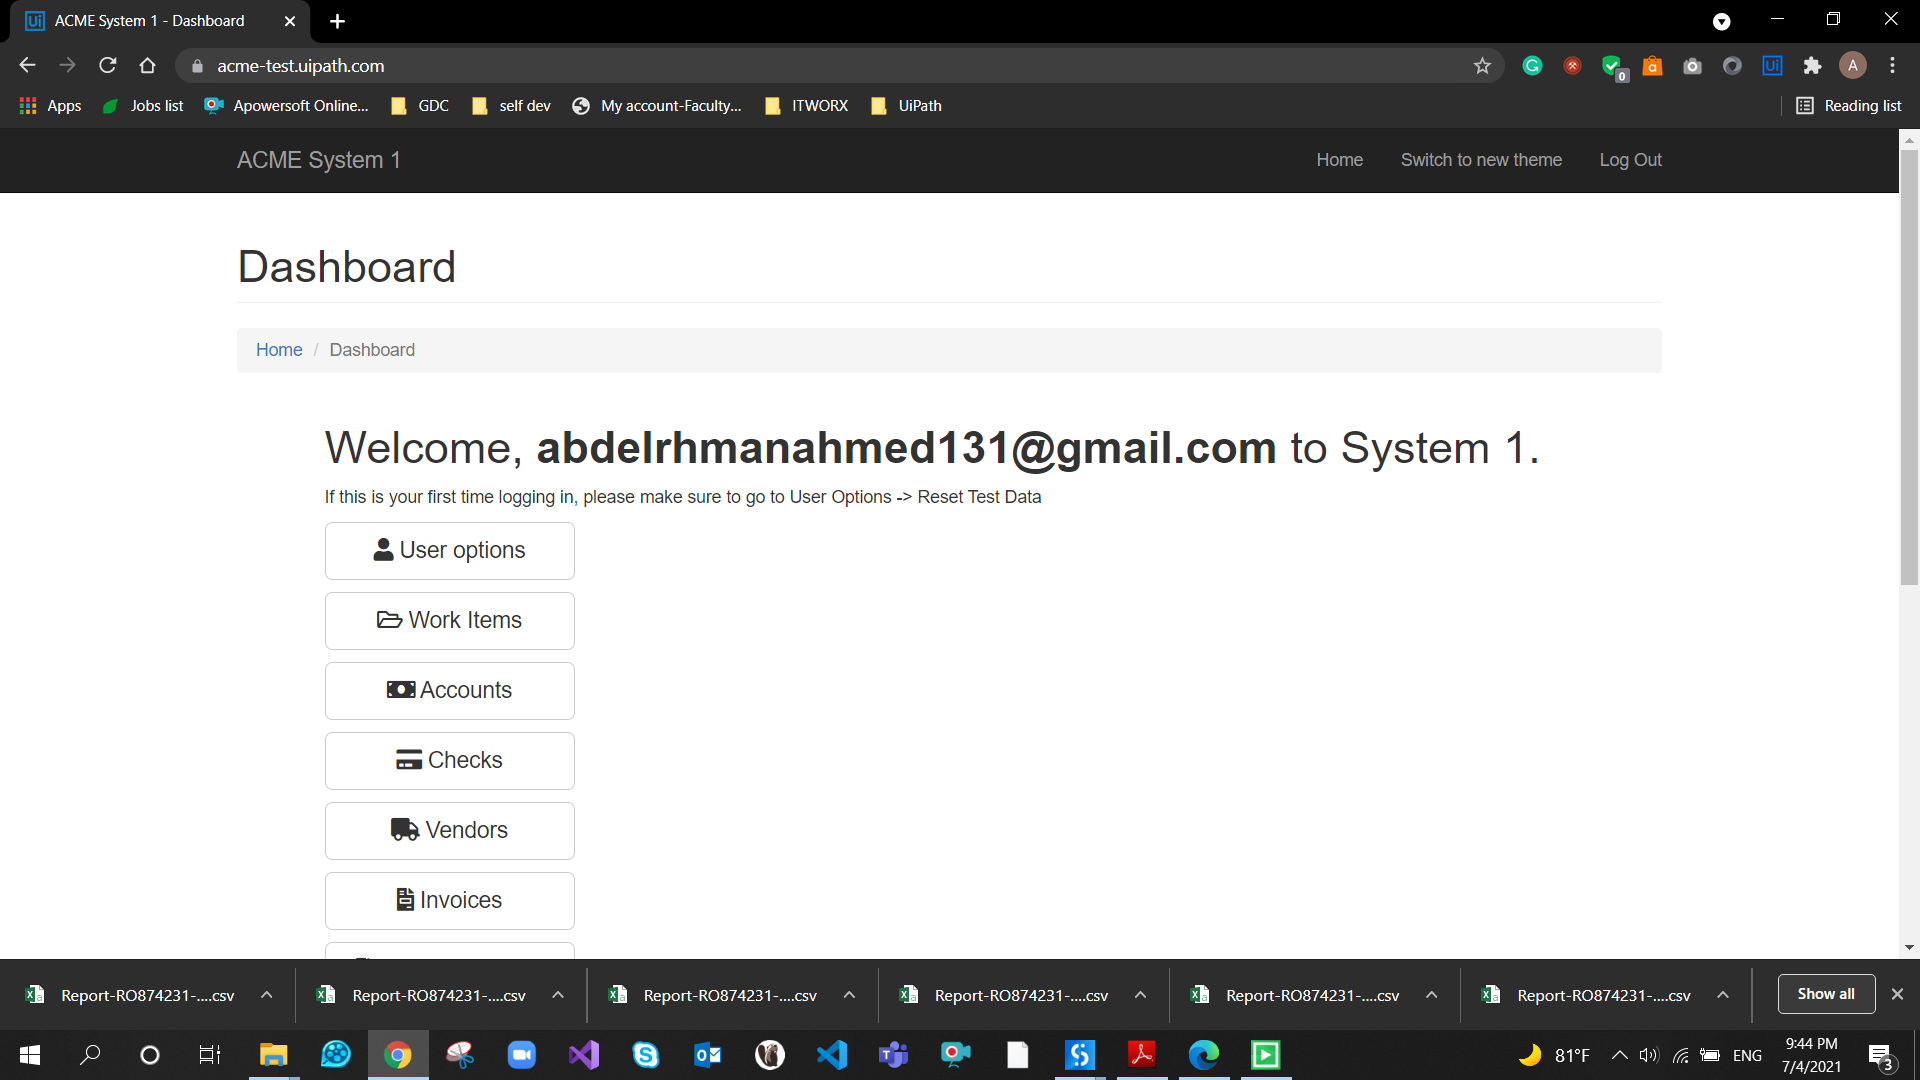 ACME System 1 - Dashboard
acme-test.uipath.com
0
A
Apps
Jobs list
Apowersoft Online...
GDC
self dev
My account-Faculty...
ITWORX
UiPath
Reading list
ACME System 1
Home
Switch to new theme
Log Out
Dashboard
Home / Dashboard
Welcome, abdelrhmanahmed131@gmail.com to System 1.
If this is your first time logging in, please make sure to go to User Options -> Reset Test Data
User options
Work Items
Accounts
Checks
Vendors
Invoices
Report-RO874231-....csv
Report-RO874231-....csv
Report-RO874231-....csv
Report-RO874231-....csv
Report-RO874231-....csv
Report-RO874231-....csv
Show all
81°F
ENG
9:44 PM
7/4/2021
3